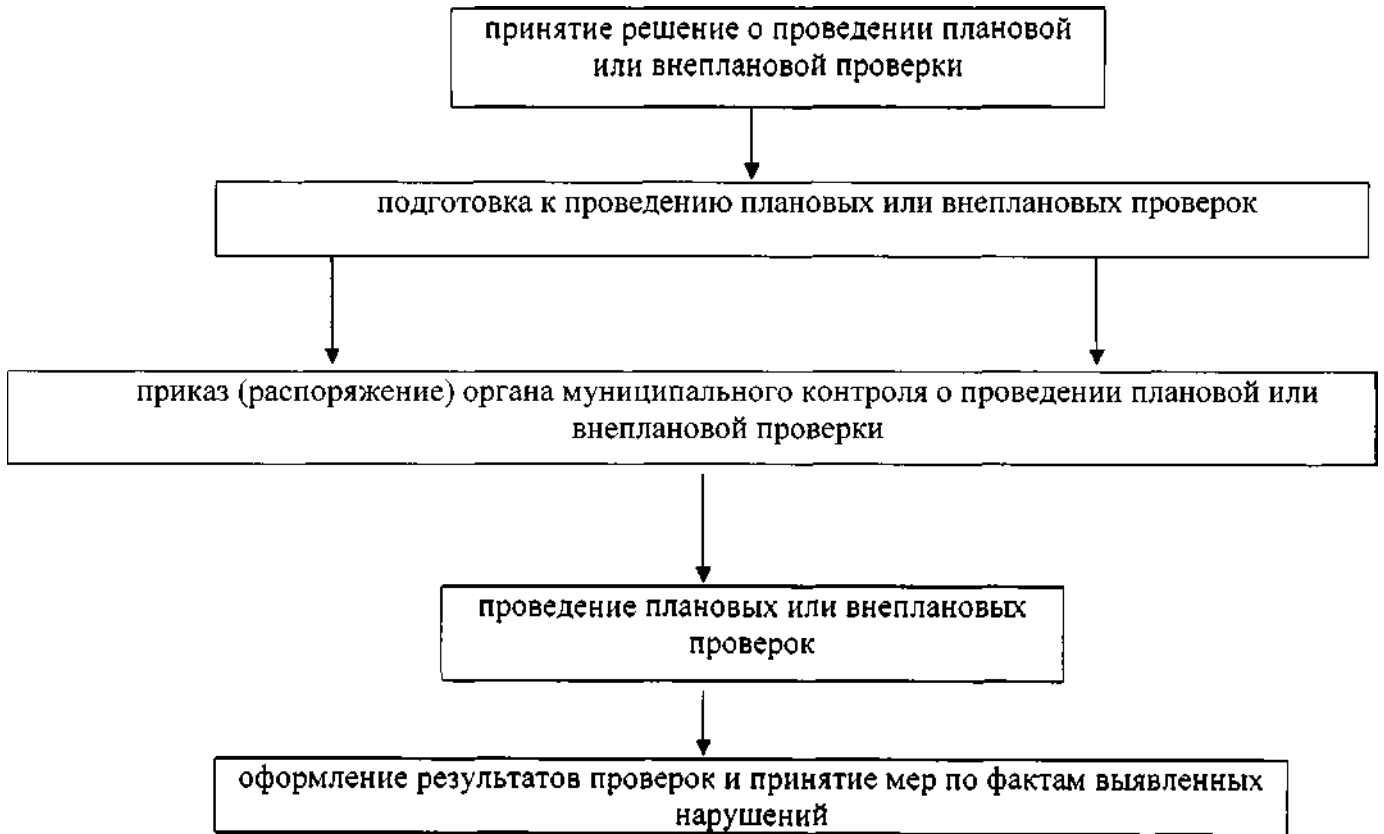 принятие решение о проведении плановой
или внеплановой проверки
подготовка к проведению плановых или внеплановых проверок
приказ (распоряжение) органа муниципального контроля о проведении плановой или
внеплановой проверки
проведение плановых или внеплановых
проверок
оформление результатов проверок и принятие мер по фактам выявленных
нарушений